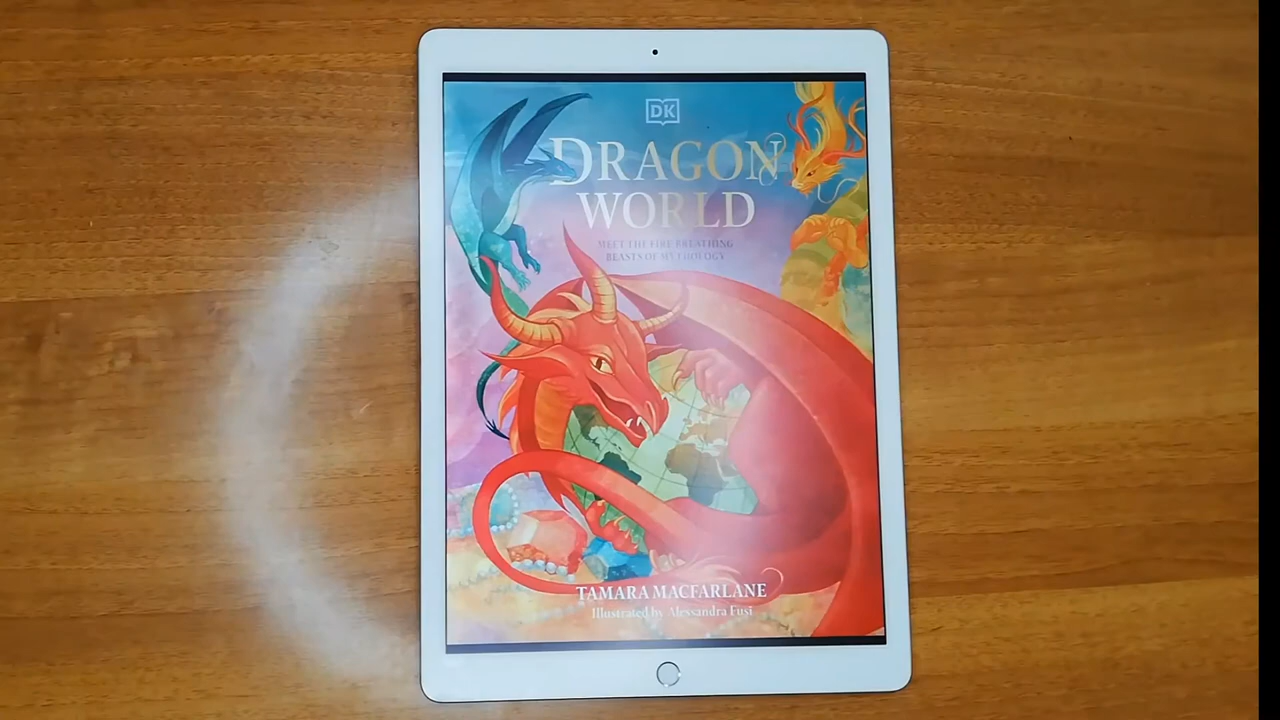 DK
DRAGON
WORLD
MEET THE FIRE-BREATHING
BEASTS OF MYTHOLOGY
TAMARA MACFARLANE
Illustrated by Alessandra Fusi